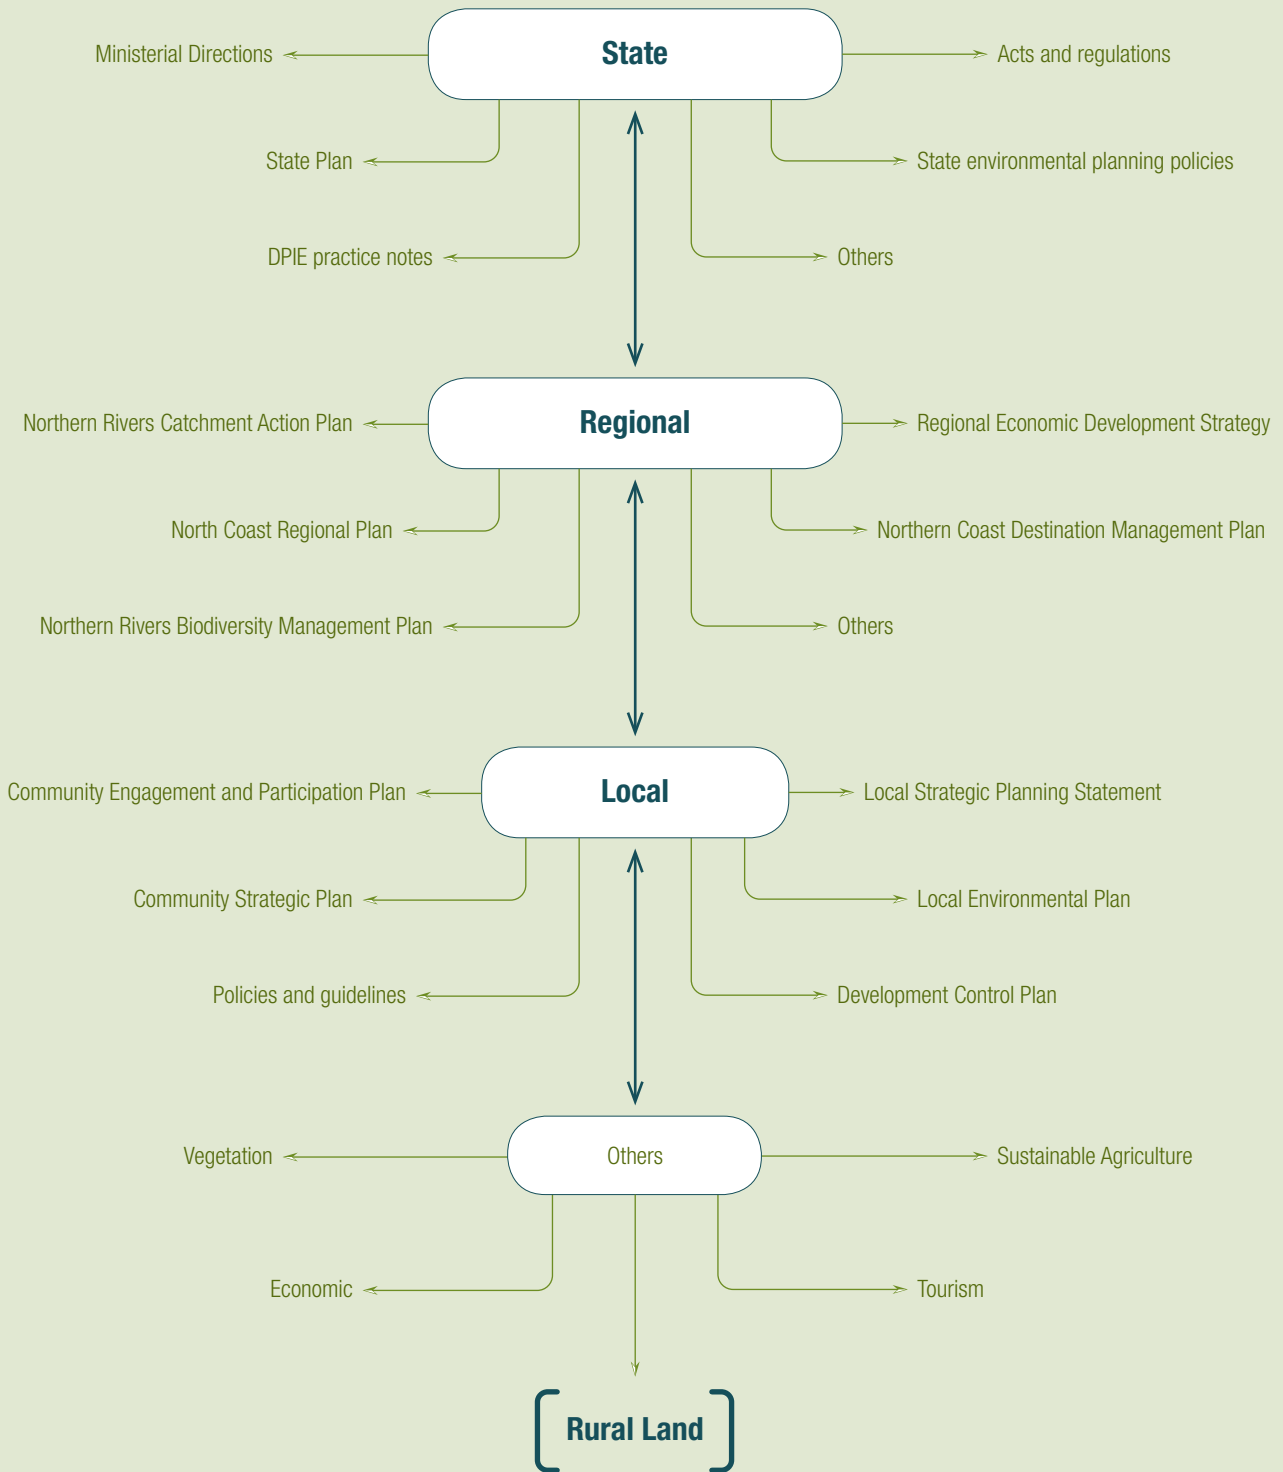 State
Ministerial Directions
Acts and regulations
State Plan
State environmental planning policies
DPIE practice notes
Others
Regional
Northern Rivers Catchment Action Plan
Regional Economic Development Strategy
North Coast Regional Plan
Northern Coast Destination Management Plan
Northern Rivers Biodiversity Management Plan
Others
Local
Community Engagement and Participation Plan
Local Strategic Planning Statement
Community Strategic Plan
Local Environmental Plan
Policies and guidelines
Development Control Plan
Others
Vegetation
Sustainable Agriculture
Economic
Tourism
Rural Land